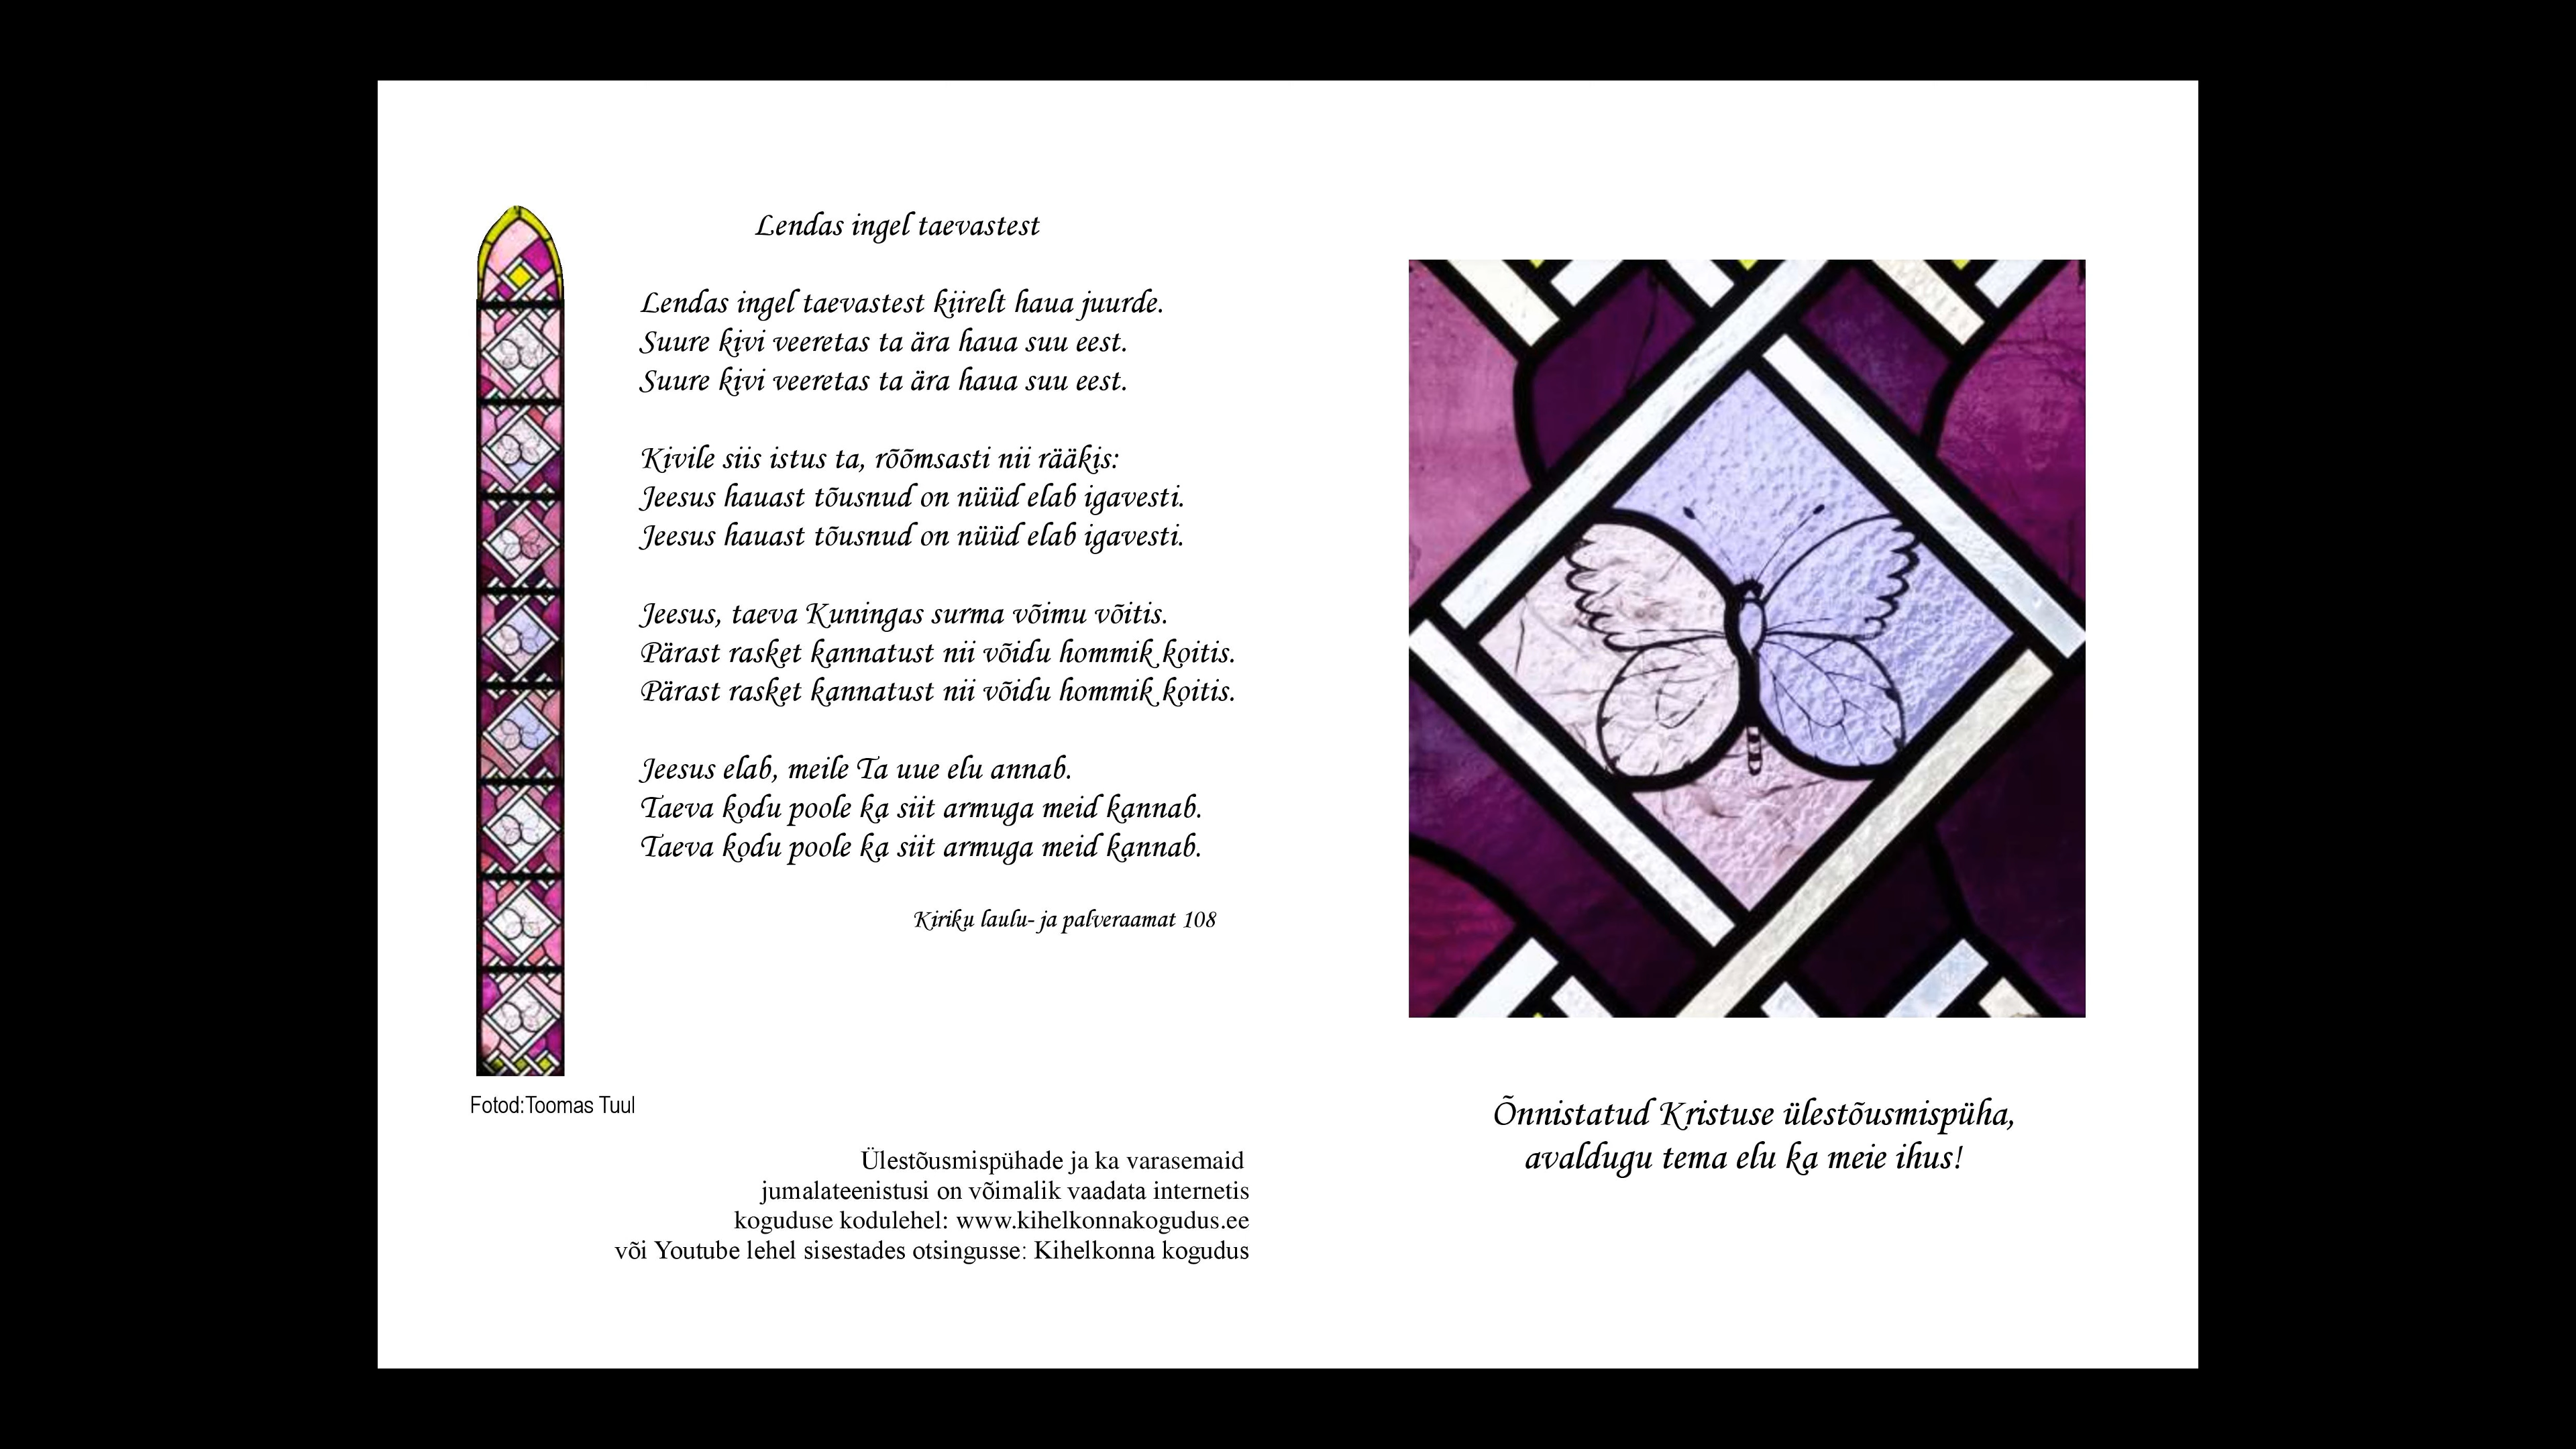 Lendas ingel taevastest
Lendas ingel taevastest kiirelt haua juurde.
Suure kivi veeretas ta ära haua suu eest.
Suure kivi veeretas ta ära haua suu eest.
Kivile siis istus ta, rõõmsasti nii rääkis:
Jeesus hauast tõusnud on nüüd elab igavesti.
Jeesus hauast tõusnud on nüüd elab igavesti.
Jeesus, taeva Kuningas surma võimu võitis.
Pärast rasket kannatust nii võidu hommik koitis.
Pärast rasket kannatust nii võidu hommik koitis.
Jeesus elab, meile Ta uue elu annab.
Taeva kodu poole ka siit armuga meid kannab.
Taeva kodu poole ka siit armuga meid kannab.
Kiriku laulu- ja palveraamat 108
Fotod:Toomas Tuul
Ülestõusmispühade ja ka varasemaid
jumalateenistusi on võimalik vaadata internetis
koguduse kodulehel: www.kihelkonnakogudus.ee
või Youtube lehel sisestades otsingusse: Kihelkonna kogudus
Õnnistatud Kristuse ülestõusmispüha,
avaldugu tema elu ka meie ihus!